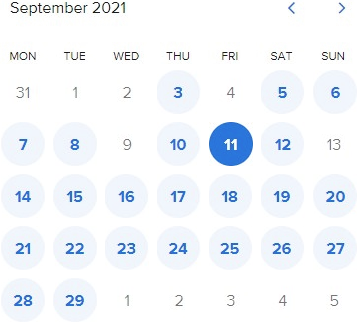 September 2021
MON TUE WED THU FRI SAT SUN
31 1 2 3 4 5 6
7 8 9 10 11 12 13
14 15 16 17 18 19 20
21 22 23 24 25 26 27
28 29 1 2 3 4 5